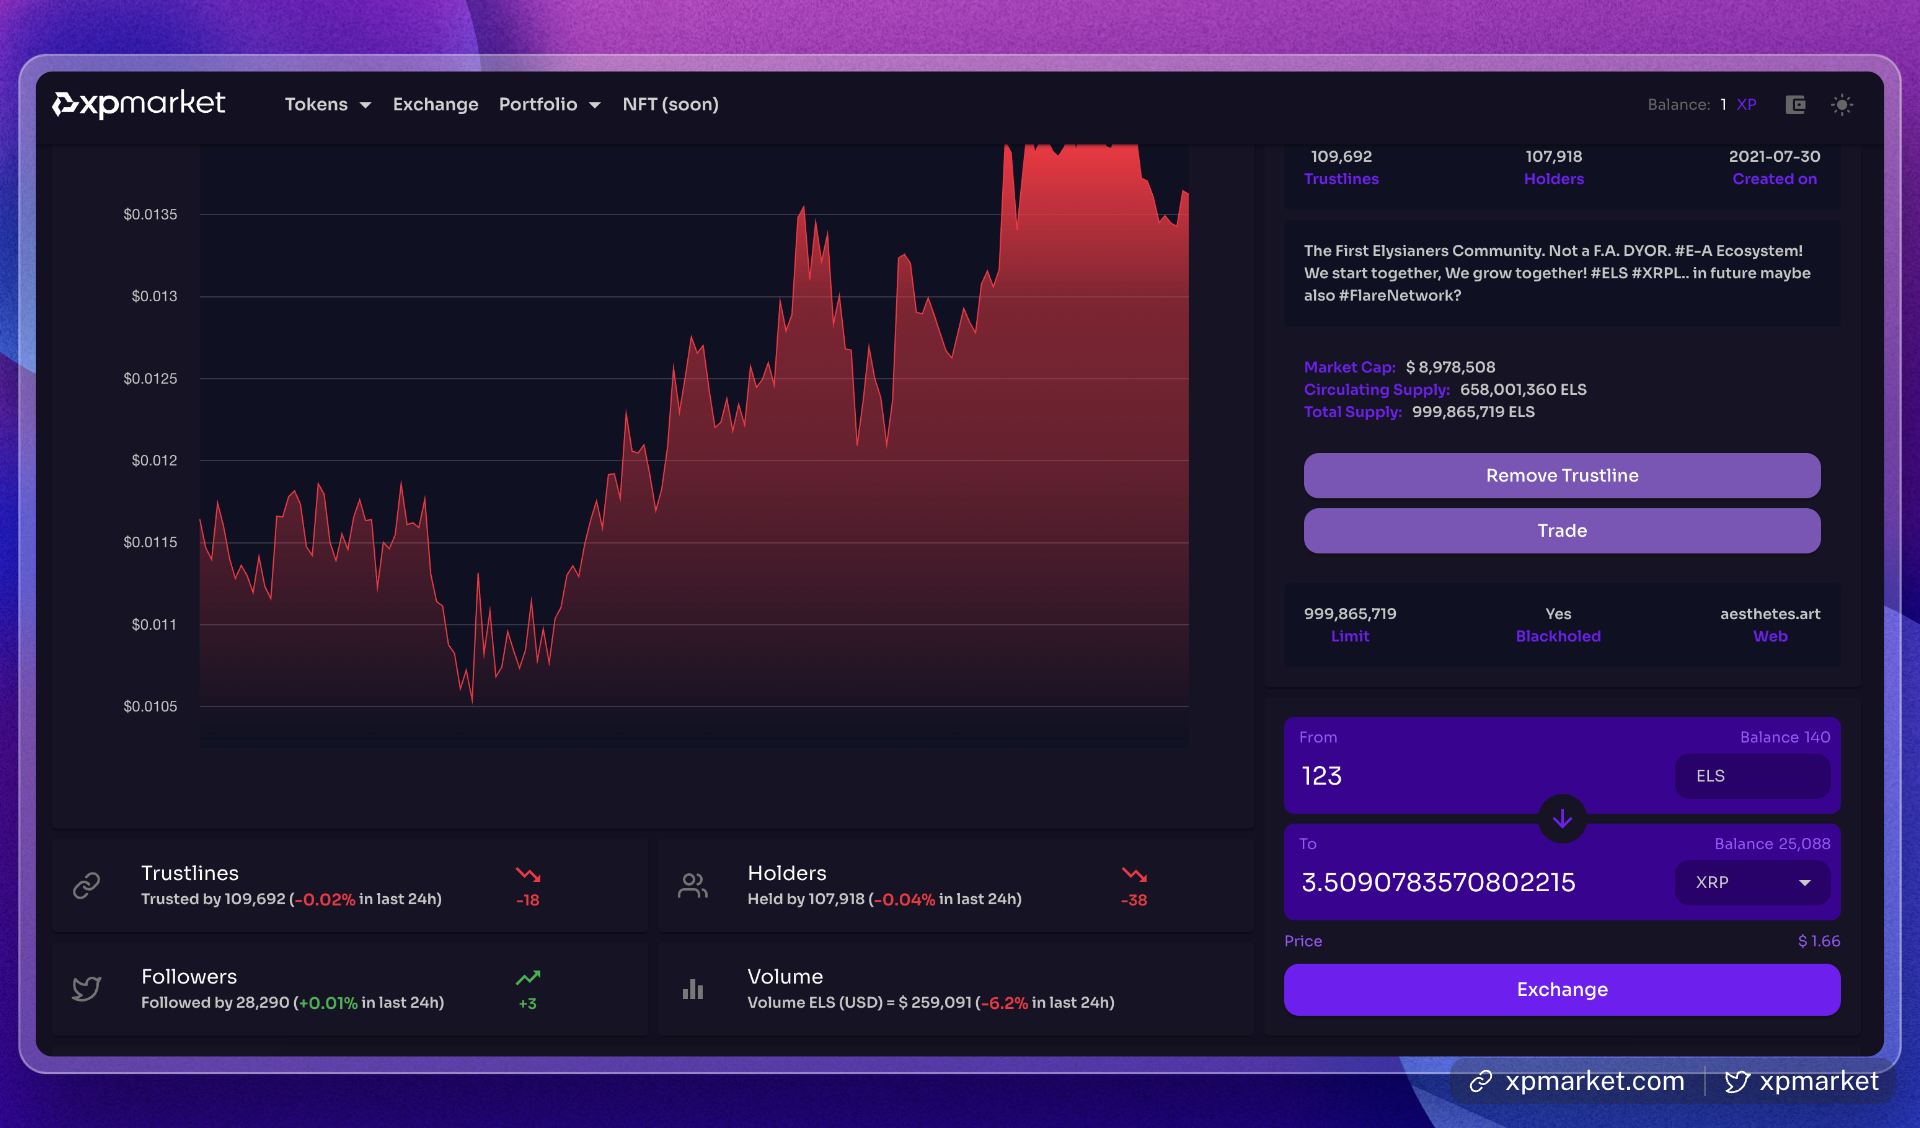 xpmarket
Tokens Exchange Portfolio NFT (soon)
Balance: 1 XP
$0.0135
$0.013
$0.0125
$0.012
$0.0115
$0.011
$0.0105
109,692 107,918 2021-07-30
Trustlines Holders Created on
The First Elysianers Community. Not a F.A. DYOR. #E-A Ecosystem!
We start together, We grow together! #ELS #XRPL.. in future maybe
also #FlareNetwork?
Market Cap: $ 8,978,508
Circulating Supply: 658,001,360 ELS
Total Supply: 999,865,719 ELS
Remove Trustline
Trade
999,865,719 Yes aesthetes.art
Limit Blackholed Web
From Balance 140
123 ELS
To Balance 25,088
3.5090783570802215 XRP
Price $ 1.66
Exchange
Trustlines
Trusted by 109,692 (-0.02% in last 24h) -18
Holders
Held by 107,918 (-0.04% in last 24h) -38
Followers
Followed by 28,290 (+0.01% in last 24h) +3
Volume
Volume ELS (USD) = $ 259,091 (-6.2% in last 24h)
xpmarket.com xpmarket